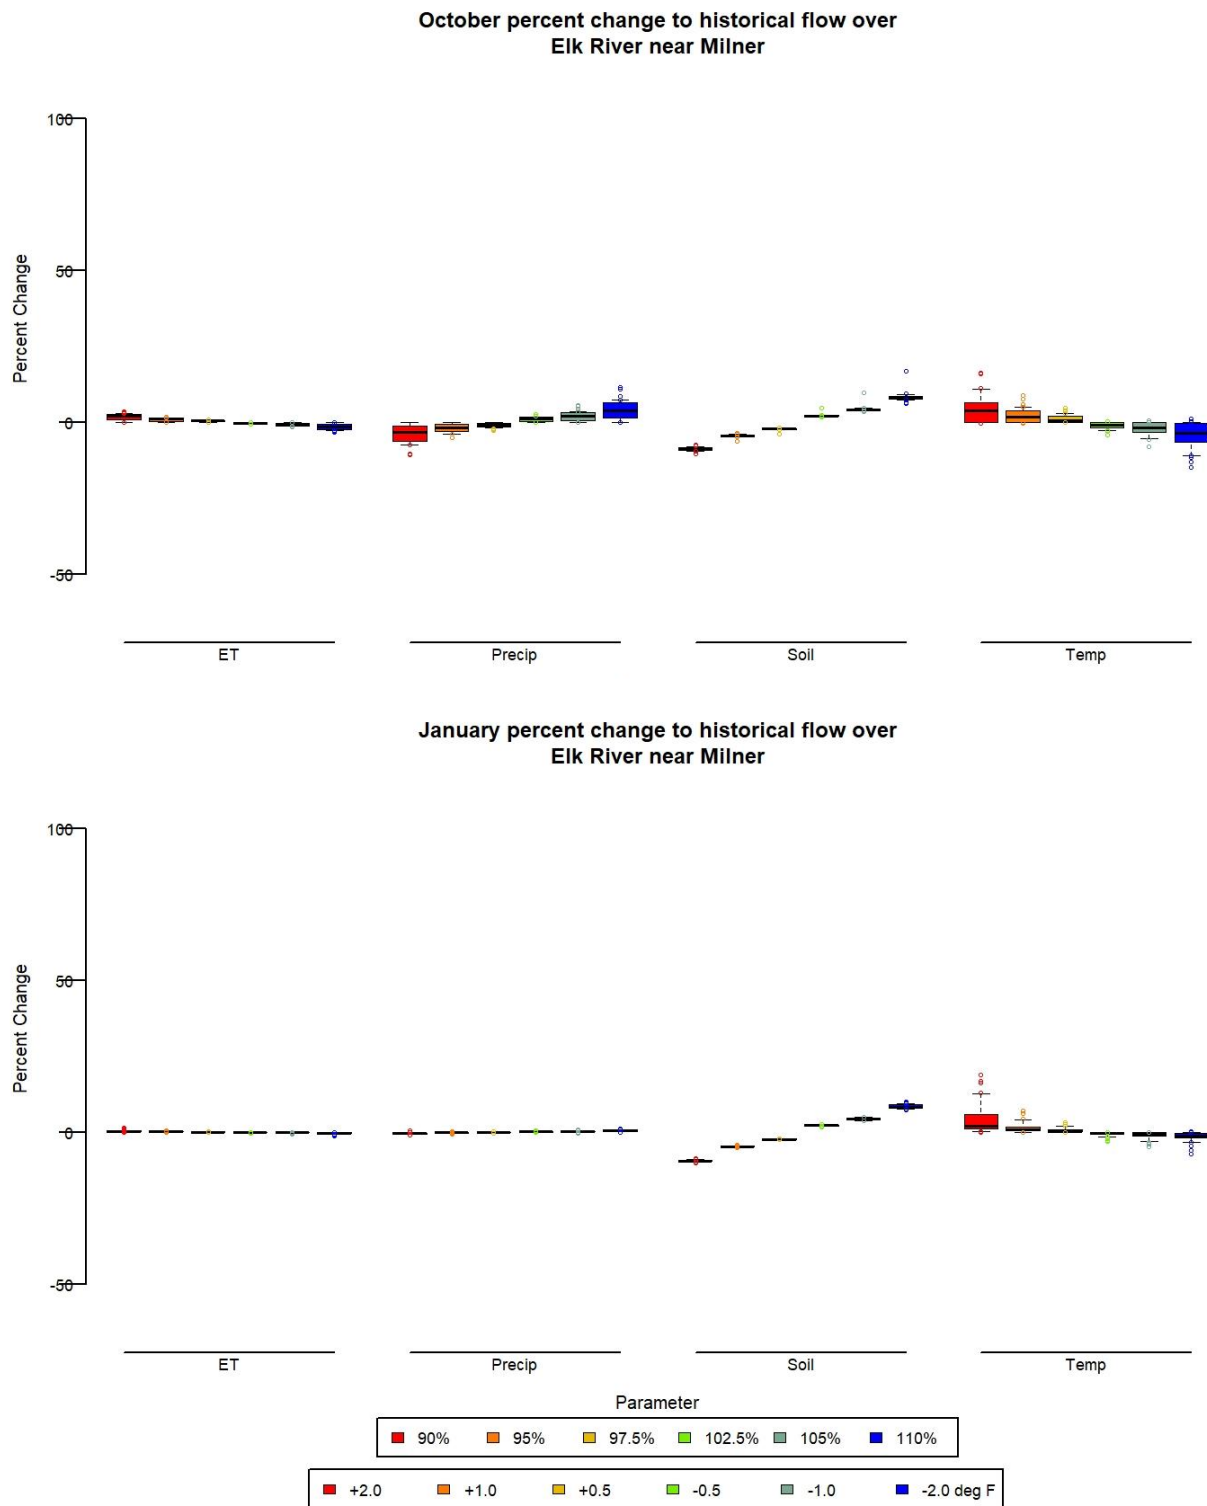 October percent change to historical flow over
Elk River near Milner
100
50
0
-50
Percent Change
ET Precip Soil Temp
January percent change to historical flow over
Elk River near Milner
100
50
0
-50
Percent Change
ET Precip Soil Temp
Parameter
90% 95% 97.5% 102.5% 105% 110%
+2.0 +1.0 +0.5 -0.5 -1.0 -2.0 deg F